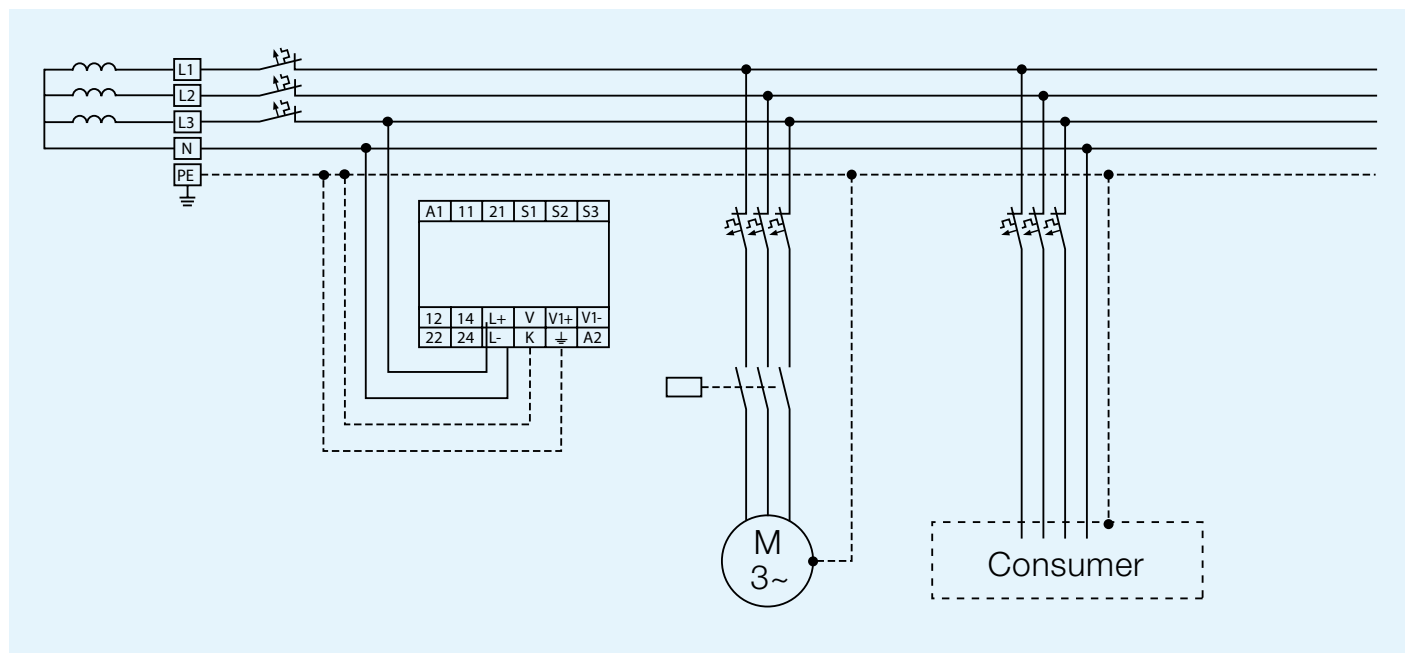 L1
L2
L3
N
PE
A1 11 21 S1 S2 S3
12 14 L+ V V1+ V1-
22 24 L- K A2
M
3~
Consumer